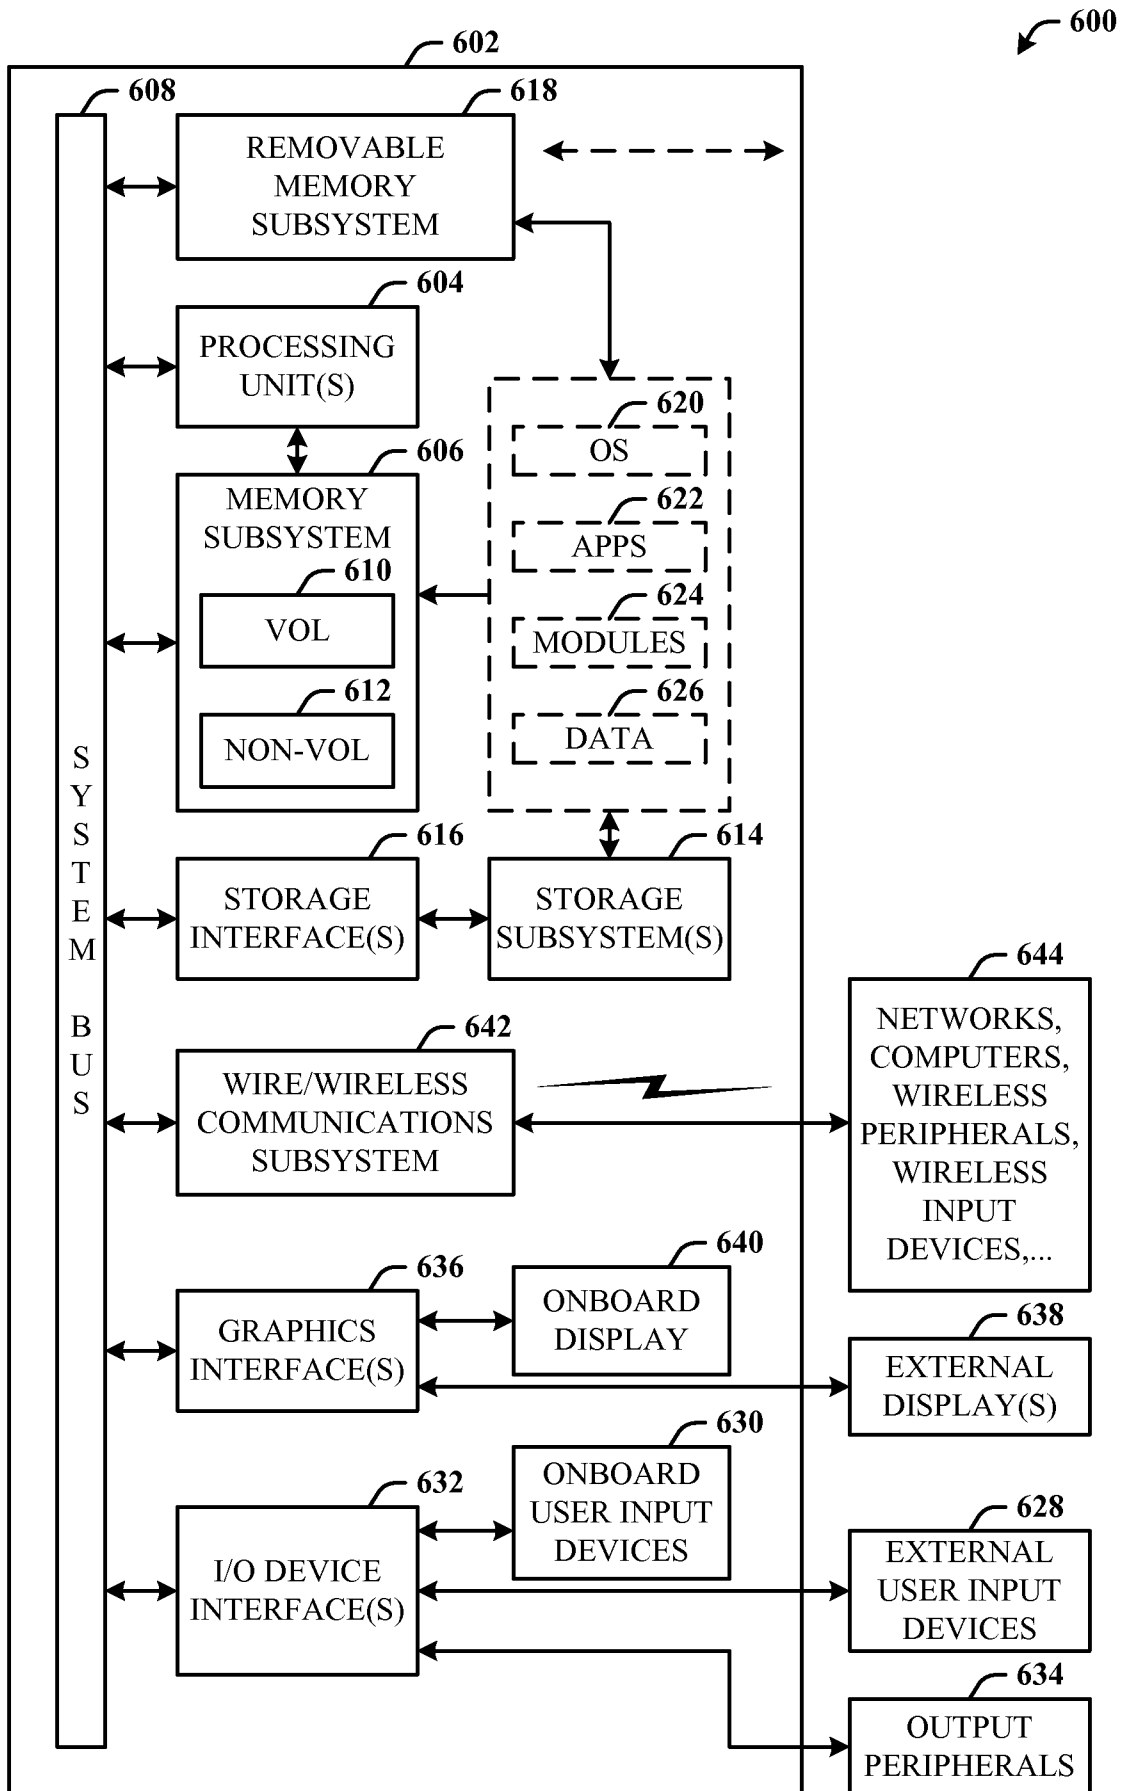 600
602
608
618
REMOVABLE
MEMORY
SUBSYSTEM
604
PROCESSING
UNIT(S)
606
MEMORY
SUBSYSTEM
610
VOL
612
NON-VOL
620
OS
622
APPS
624
MODULES
626
DATA
SYSTEM BUS
616
STORAGE
INTERFACE(S)
614
STORAGE
SUBSYSTEM(S)
642
WIRE/WIRELESS
COMMUNICATIONS
SUBSYSTEM
644
NETWORKS,
COMPUTERS,
WIRELESS
PERIPHERALS,
WIRELESS
INPUT
DEVICES,...
636
GRAPHICS
INTERFACE(S)
640
ONBOARD
DISPLAY
638
EXTERNAL
DISPLAY(S)
632
I/O DEVICE
INTERFACE(S)
630
ONBOARD
USER INPUT
DEVICES
628
EXTERNAL
USER INPUT
DEVICES
634
OUTPUT
PERIPHERALS